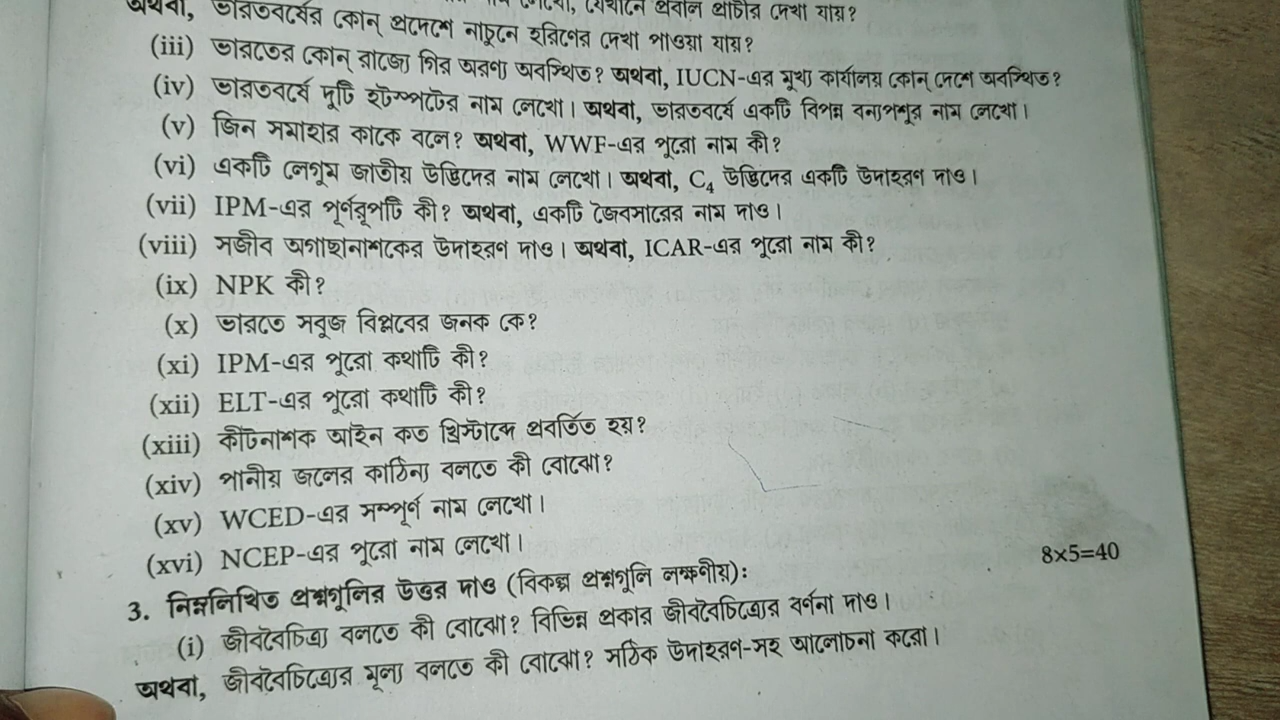 অথবা, ভারতবর্ষের কোন্ প্রদেশে নাচুনে হরিণের দেখা পাওয়া যায়? লেখো, যেখানে প্রবাল প্রাচীর দেখা যায়?
(iii) ভারতের কোন্ রাজ্যে গির অরণ্য অবস্থিত? অথবা, IUCN-এর মুখ্য কার্যালয় কোন্ দেশে অবস্থিত?
(iv) ভারতবর্ষে দুটি হটস্পটের নাম লেখো। অথবা, ভারতবর্ষে একটি বিপন্ন বন্যপশুর নাম লেখো।
(v) জিন সমাহার কাকে বলে? অথবা, WWF-এর পুরো নাম কী?
(vi) একটি লেগুম জাতীয় উদ্ভিদের নাম লেখো। অথবা, C₄ উদ্ভিদের একটি উদাহরণ দাও।
(vii) IPM-এর পূর্ণরূপটি কী? অথবা, একটি জৈবসারের নাম দাও।
(viii) সজীব অগাছানাশকের উদাহরণ দাও। অথবা, ICAR-এর পুরো নাম কী?
(ix) NPK কী?
(x) ভারতে সবুজ বিপ্লবের জনক কে?
(xi) IPM-এর পুরো কথাটি কী?
(xii) ELT-এর পুরো কথাটি কী?
(xiii) কীটনাশক আইন কত খ্রিস্টাব্দে প্রবর্তিত হয়?
(xiv) পানীয় জলের কাঠিন্য বলতে কী বোঝো?
(xv) WCED-এর সম্পূর্ণ নাম লেখো।
(xvi) NCEP-এর পুরো নাম লেখো।
3. নিম্নলিখিত প্রশ্নগুলির উত্তর দাও (বিকল্প প্রশ্নগুলি লক্ষণীয়): 8×5=40
(i) জীববৈচিত্র্য বলতে কী বোঝো? বিভিন্ন প্রকার জীববৈচিত্র্যের বর্ণনা দাও।
অথবা, জীববৈচিত্র্যের মূল্য বলতে কী বোঝো? সঠিক উদাহরণ-সহ আলোচনা করো।